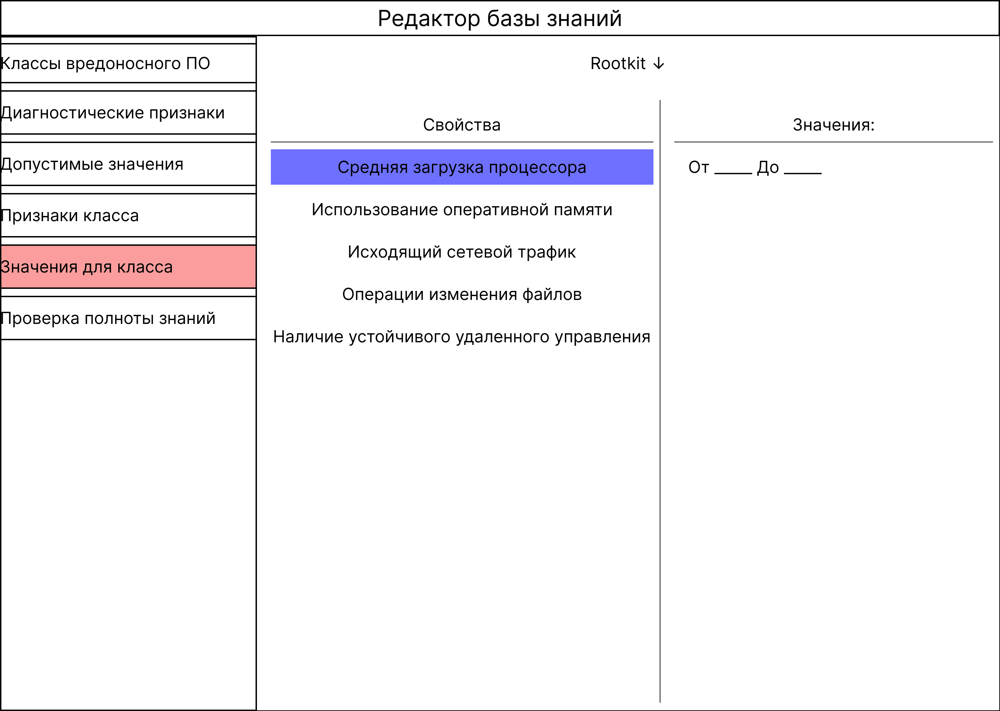 Редактор базы знаний
Классы вредоносного ПО
Диагностические признаки
Допустимые значения
Признаки класса
Значения для класса
Проверка полноты знаний
Rootkit ↓
Свойства
Средняя загрузка процессора
Использование оперативной памяти
Исходящий сетевой трафик
Операции изменения файлов
Наличие устойчивого удаленного управления
Значения:
От _____ До _____